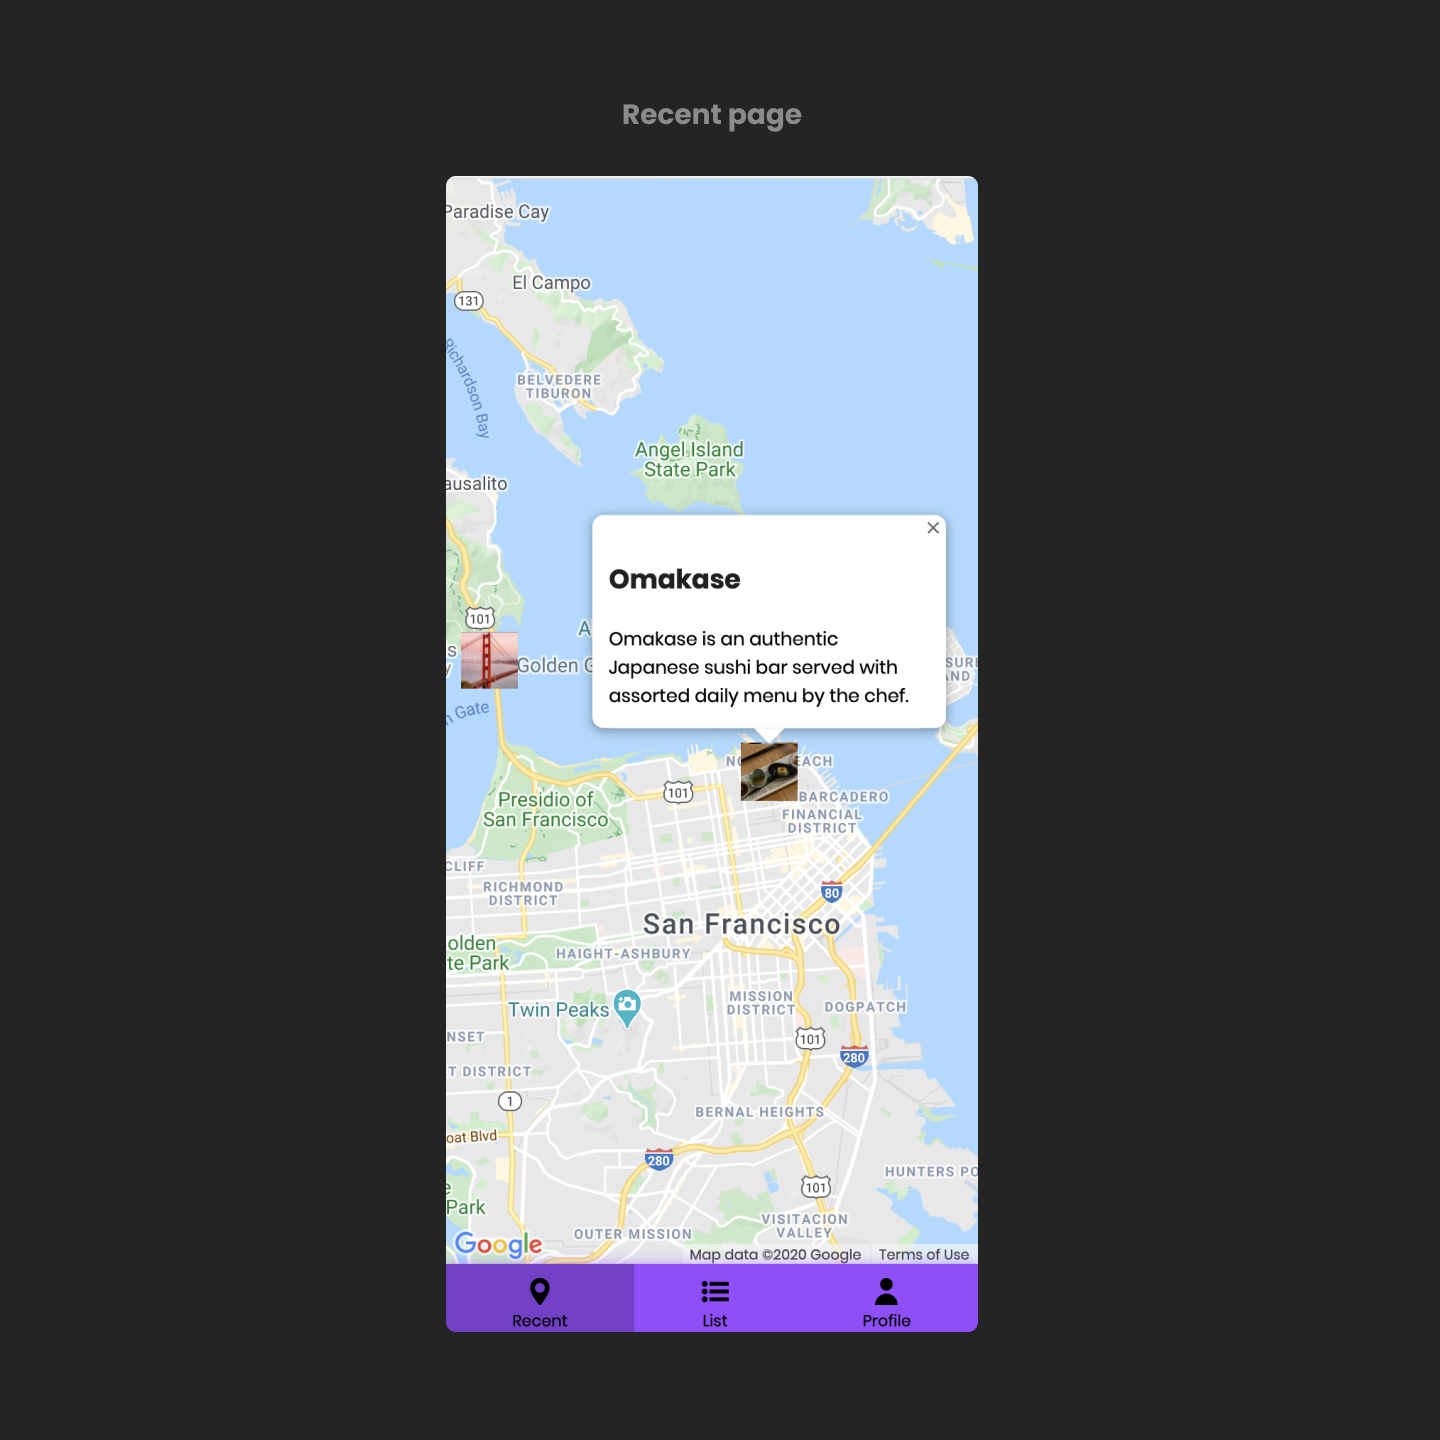 Recent page
Paradise Cay
El Campo
131
Richardson Bay
BELVEDERE
TIBURON
Angel Island
State Park
ausalito
×
Omakase
101
Omakase is an authentic
Japanese sushi bar served with
assorted daily menu by the chef.
A
s
Golden G
y
SUR
AND
n Gate
NO EACH
101
BARCADERO
Presidio of
San Francisco
FINANCIAL
DISTRICT
CLIFF
RICHMOND
DISTRICT
80
San Francisco
olden
te Park
HAIGHT-ASHBURY
MISSION
DISTRICT
DOGPATCH
Twin Peaks
NSET
101
280
T DISTRICT
1
BERNAL HEIGHTS
oat Blvd
280
HUNTERS PO
101
e
Park
VISITACION
VALLEY
OUTER MISSION
Google
Map data ©2020 Google
Terms of Use
Recent
List
Profile